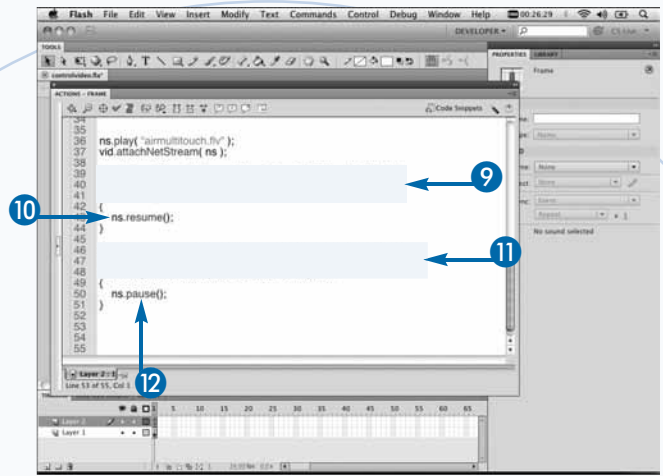 Flash File Edit View Insert Modify Text Commands Control Debug Window Help 00:26:29
DEVELOPER
CS Live
TOOLS
PROPERTIES LIBRARY
controlvideo.fla*
Frame
ACTIONS - FRAME
Code Snippets
34
35
36 ns.play( "airmultitouch.flv" );
37 vid.attachNetStream( ns );
38
39
9
40
41
42 {
10
43 ns.resume();
44 }
45
46
11
47
48
49 {
50 ns.pause();
51 }
52
53
54
55
None
No sound selected
Layer 2 : 1
Line 53 of 55, Col 1
12
5 10 15 20 25 30 35 40 45 50 55 60 65
Layer 2
Layer 1